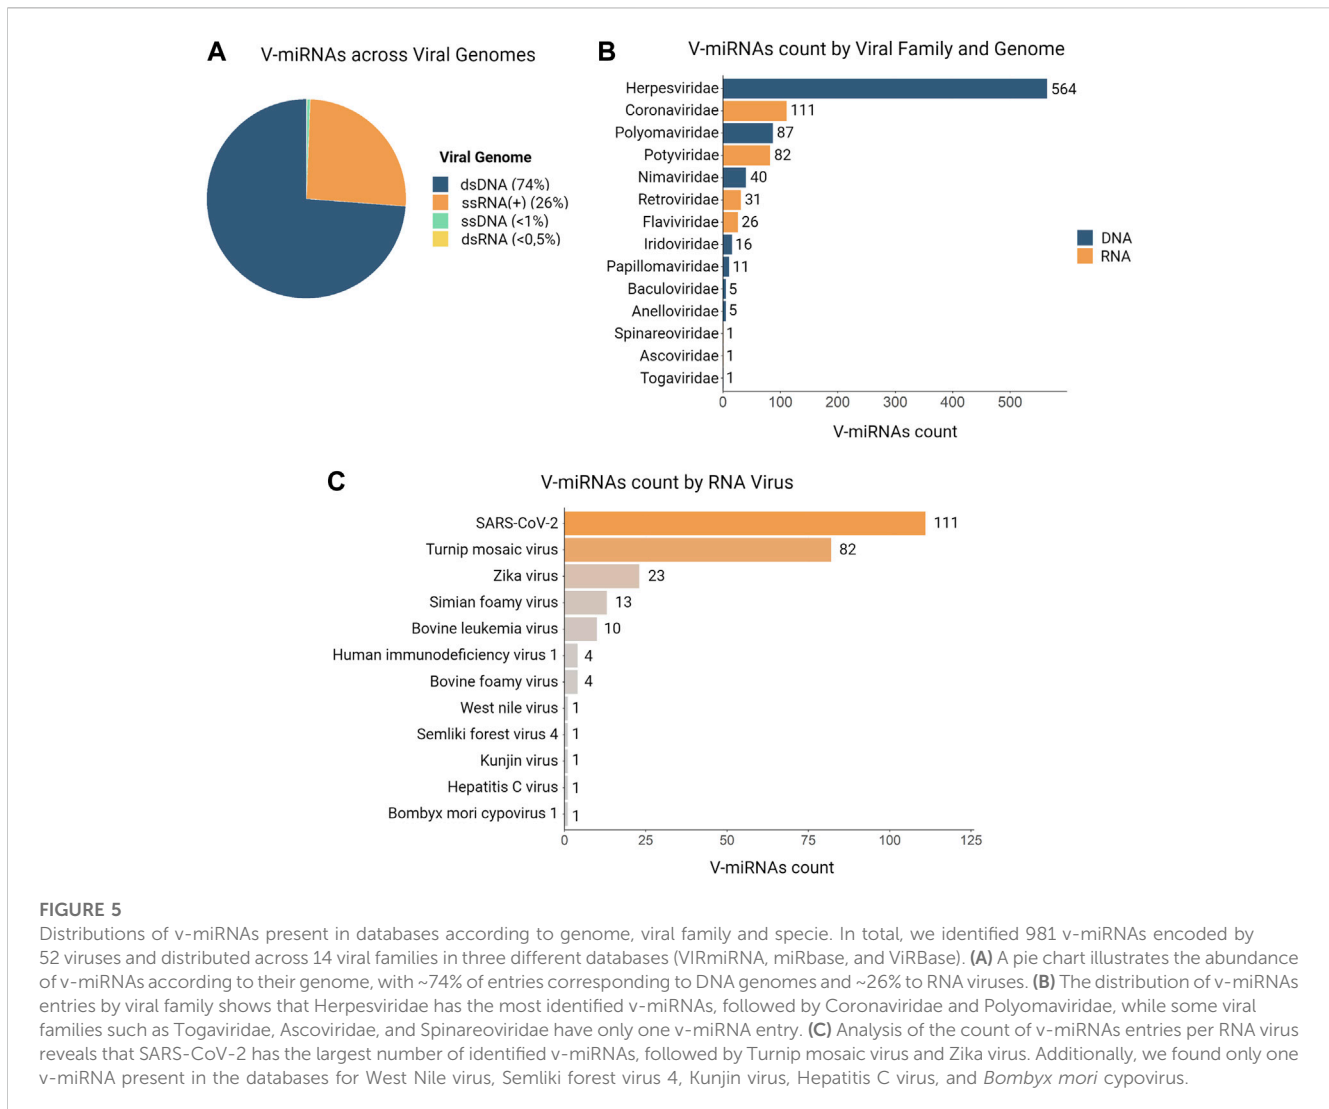 A
V-miRNAs across Viral Genomes
Viral Genome
dsDNA (74%)
ssRNA(+) (26%)
ssDNA (<1%)
dsRNA (<0,5%)
B
V-miRNAs count by Viral Family and Genome
Herpesviridae 564
Coronaviridae 111
Polyomaviridae 87
Potyviridae 82
Nimaviridae 40
Retroviridae 31
Flaviviridae 26
Iridoviridae 16
Papillomaviridae 11
Baculoviridae 5
Anelloviridae 5
Spinareoviridae 1
Ascoviridae 1
Togaviridae 1
0 100 200 300 400 500
V-miRNAs count
DNA
RNA
C
V-miRNAs count by RNA Virus
SARS-CoV-2 111
Turnip mosaic virus 82
Zika virus 23
Simian foamy virus 13
Bovine leukemia virus 10
Human immunodeficiency virus 1 4
Bovine foamy virus 4
West nile virus 1
Semliki forest virus 4 1
Kunjin virus 1
Hepatitis C virus 1
Bombyx mori cypovirus 1 1
0 25 50 75 100 125
V-miRNAs count
FIGURE 5
Distributions of v-miRNAs present in databases according to genome, viral family and specie. In total, we identified 981 v-miRNAs encoded by
52 viruses and distributed across 14 viral families in three different databases (VIRmiRNA, miRbase, and ViRBase). (A) A pie chart illustrates the abundance
of v-miRNAs according to their genome, with ~74% of entries corresponding to DNA genomes and ~26% to RNA viruses. (B) The distribution of v-miRNAs
entries by viral family shows that Herpesviridae has the most identified v-miRNAs, followed by Coronaviridae and Polyomaviridae, while some viral
families such as Togaviridae, Ascoviridae, and Spinareoviridae have only one v-miRNA entry. (C) Analysis of the count of v-miRNAs entries per RNA virus
reveals that SARS-CoV-2 has the largest number of identified v-miRNAs, followed by Turnip mosaic virus and Zika virus. Additionally, we found only one
v-miRNA present in the databases for West Nile virus, Semliki forest virus 4, Kunjin virus, Hepatitis C virus, and Bombyx mori cypovirus.